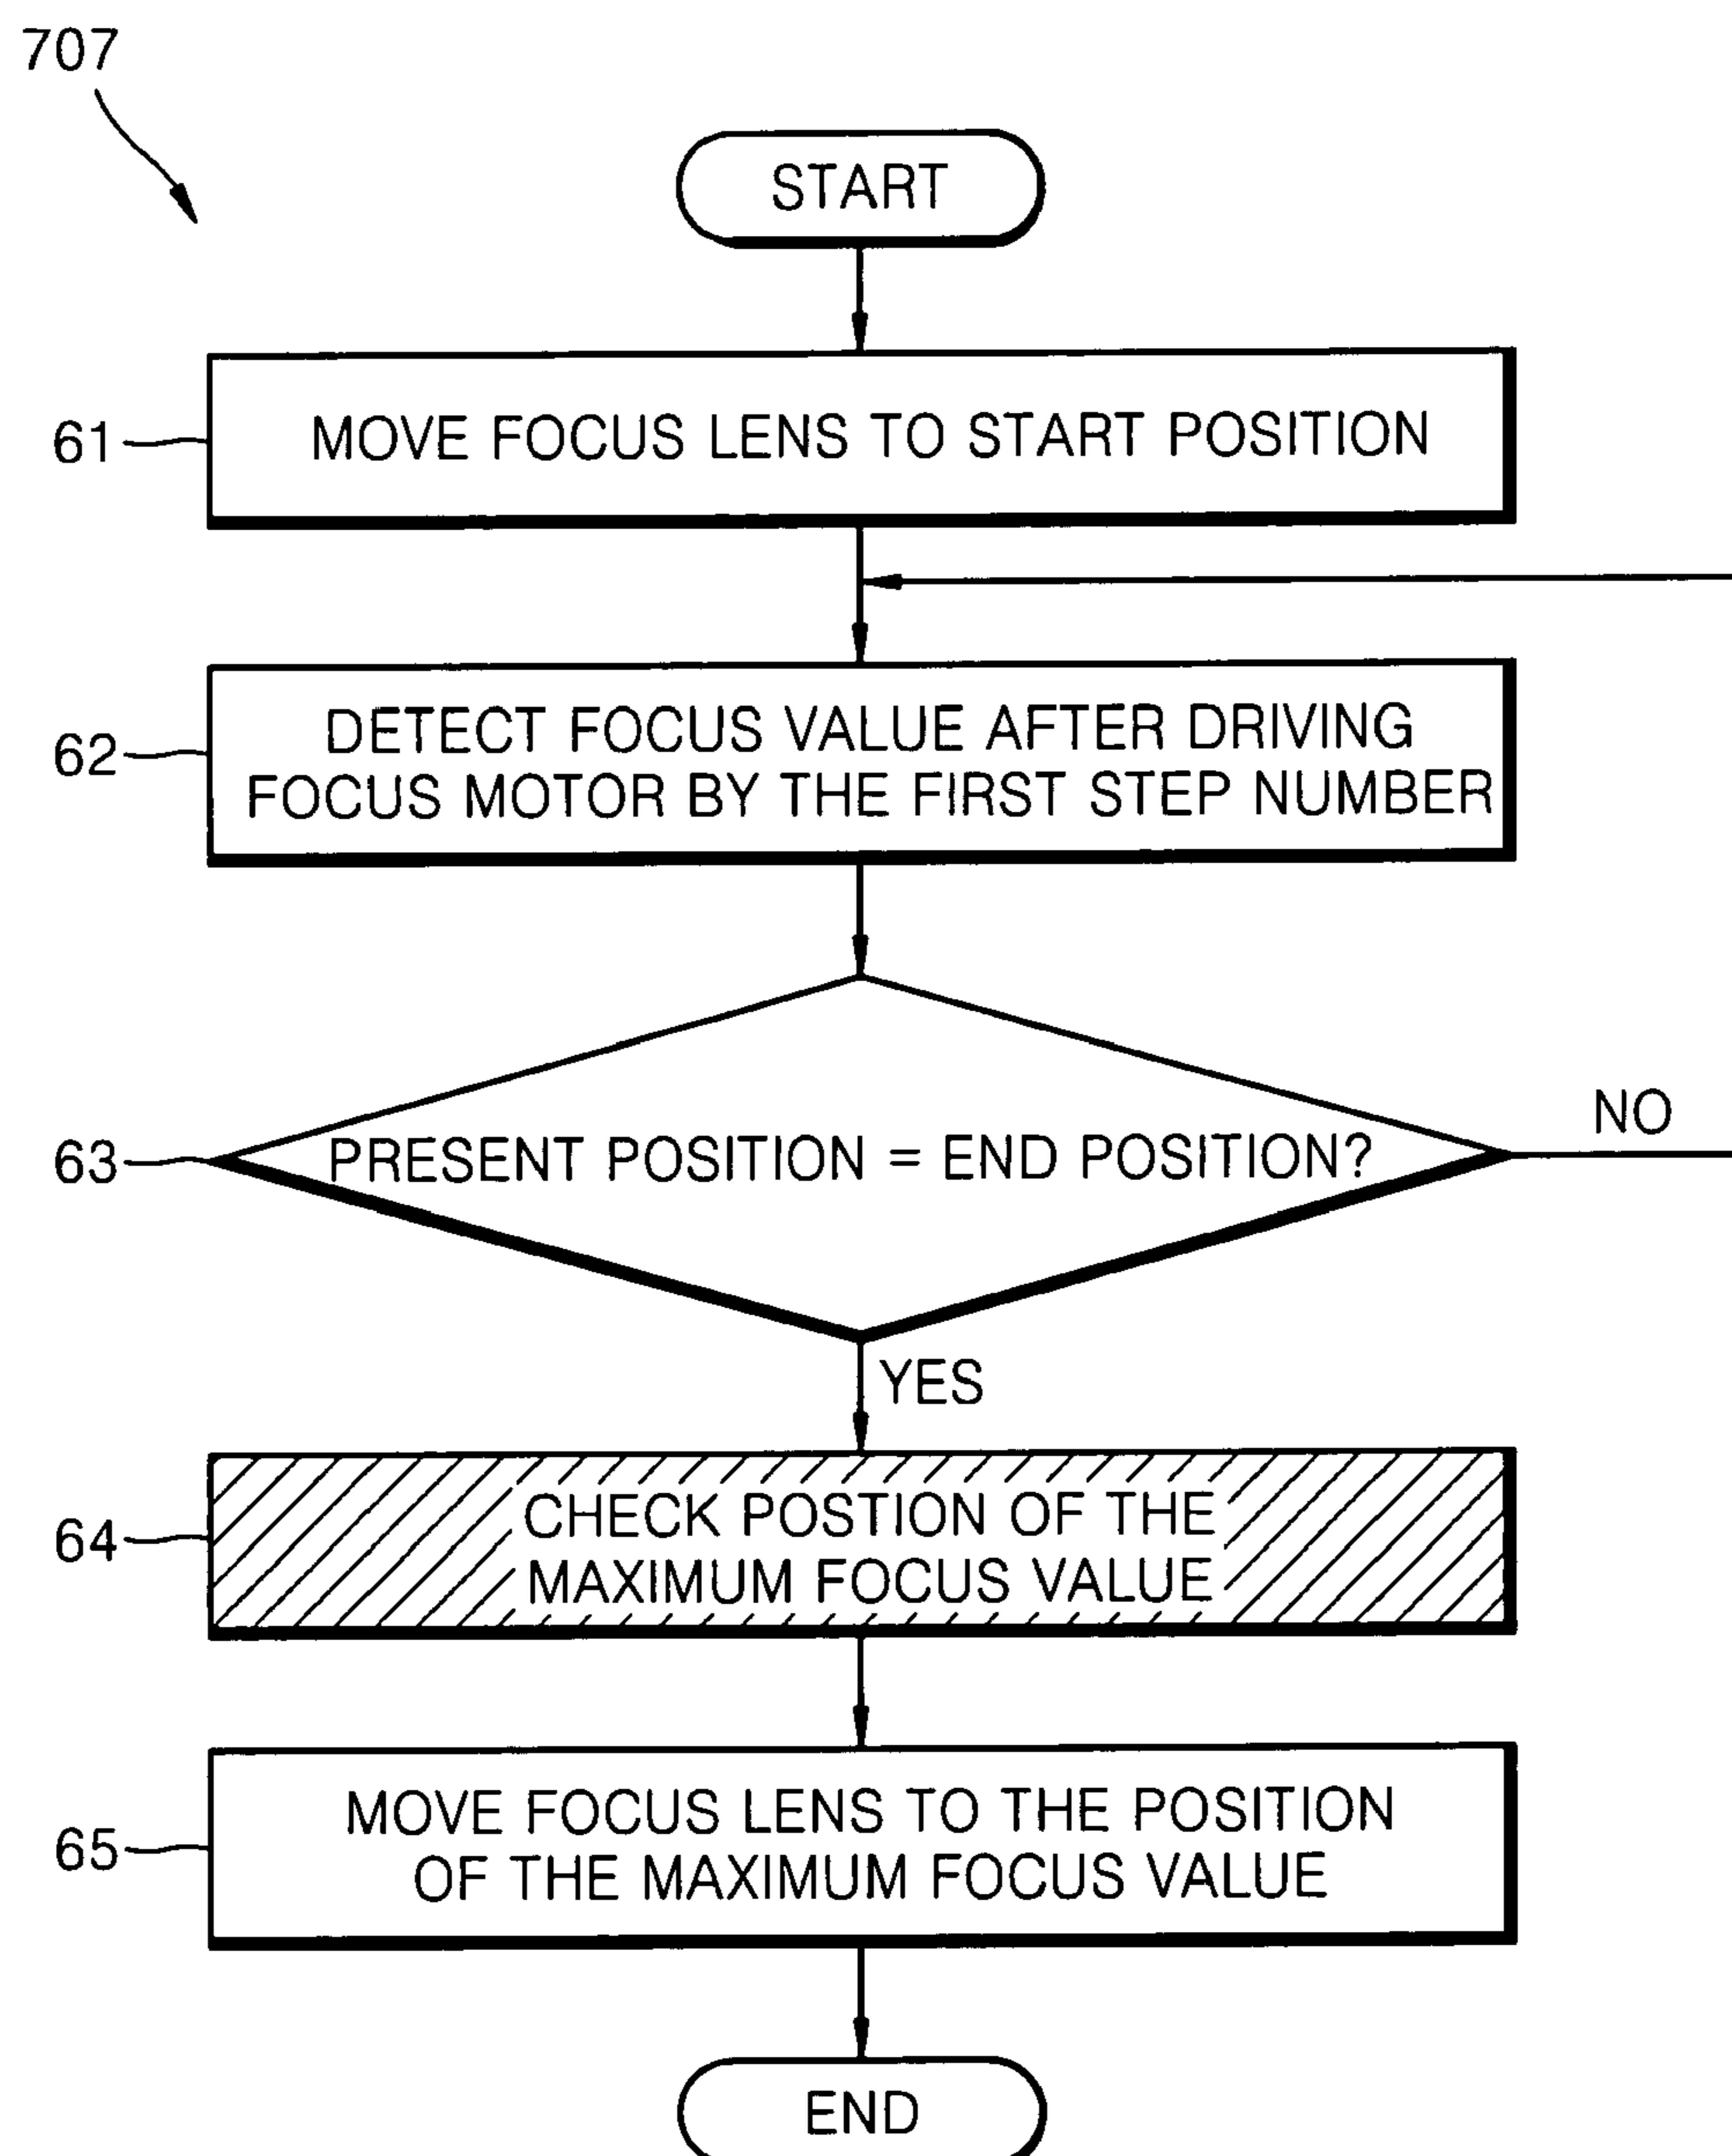 707
START
61
MOVE FOCUS LENS TO START POSITION
62
DETECT FOCUS VALUE AFTER DRIVING
FOCUS MOTOR BY THE FIRST STEP NUMBER
63
PRESENT POSITION = END POSITION?
NO
YES
64
CHECK POSTION OF THE
MAXIMUM FOCUS VALUE
65
MOVE FOCUS LENS TO THE POSITION
OF THE MAXIMUM FOCUS VALUE
END